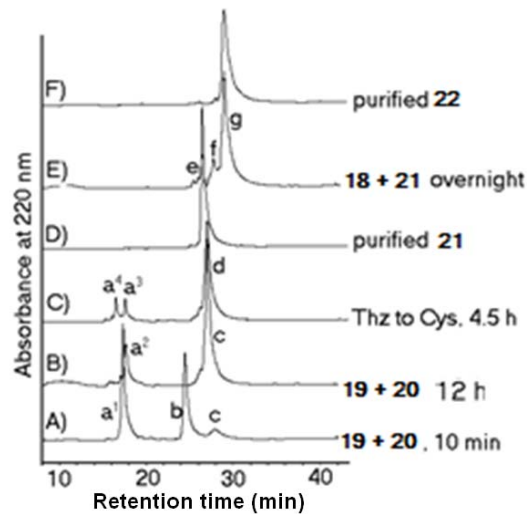 F)
purified 22
g
E)
e
f
18 + 21 overnight
D)
purified 21
d
C)
a⁴ a³
Thz to Cys, 4.5 h
B)
a²
c
19 + 20 12 h
A)
a¹
b
c
19 + 20 , 10 min
10 20 30 40
Retention time (min)
Absorbance at 220 nm